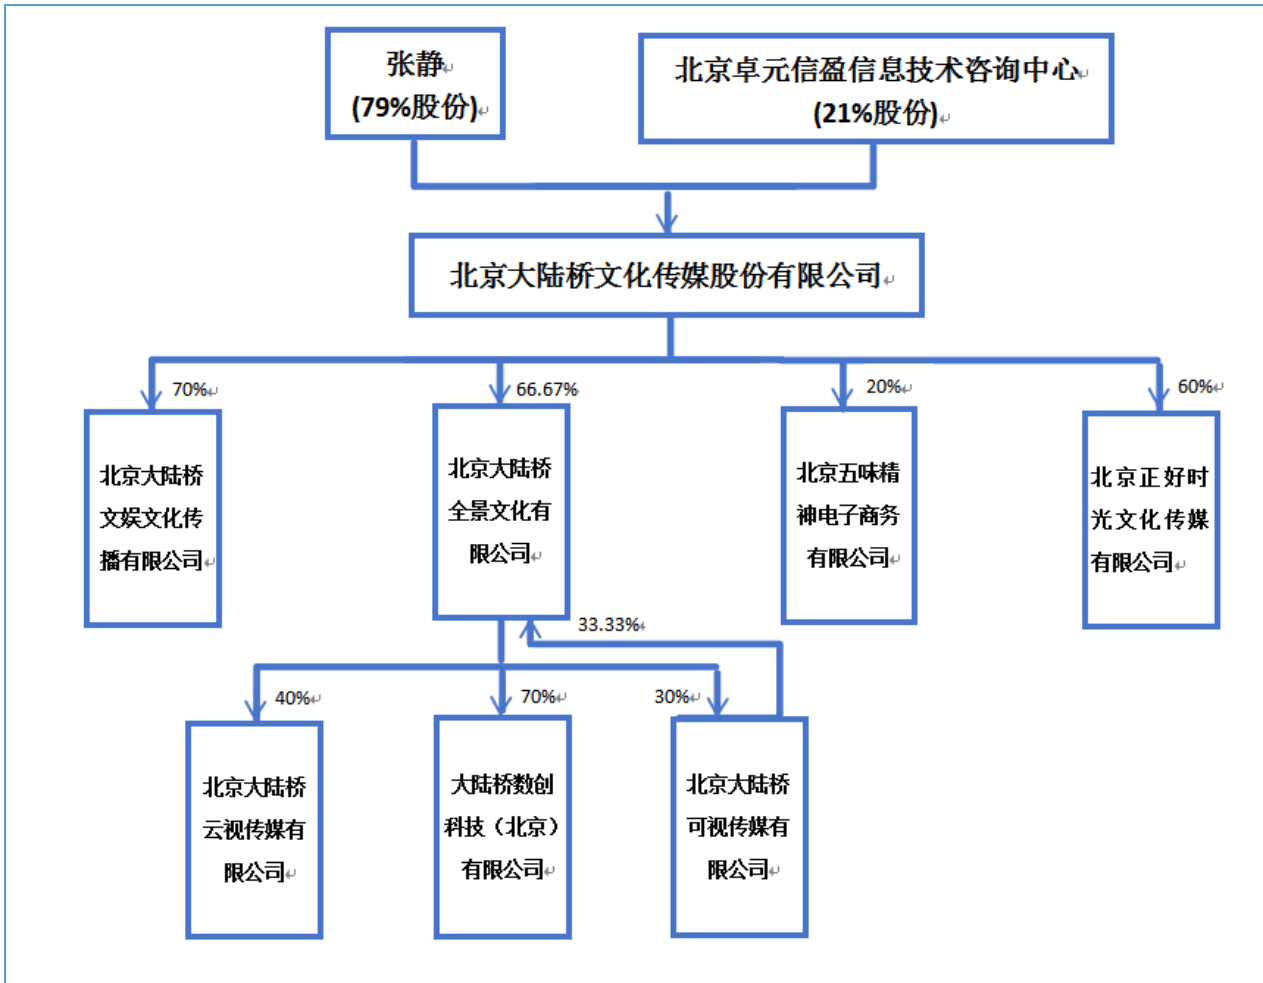 张静
(79%股份)
北京卓元信盈信息技术咨询中心
(21%股份)
北京大陆桥文化传媒股份有限公司
70%
66.67%
20%
60%
北京大陆桥
文娱文化传
播有限公司
北京大陆桥
全景文化有
限公司
北京五味精
神电子商务
有限公司
北京正好时
光文化传媒
有限公司
33.33%
40%
70%
30%
北京大陆桥
云视传媒有
限公司
大陆桥数创
科技（北京）
有限公司
北京大陆桥
可视传媒有
限公司